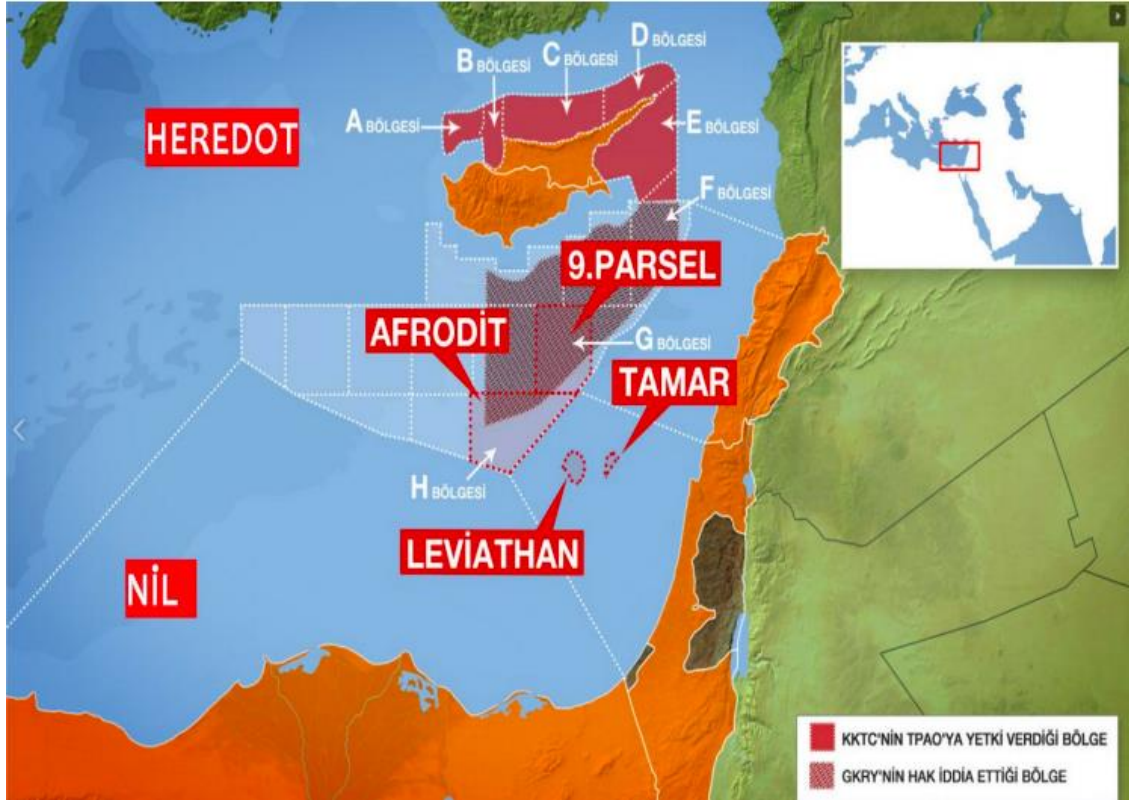 D BÖLGESİ
C BÖLGESİ
B BÖLGESİ
A BÖLGESİ
E BÖLGESİ
HEREDOT
F BÖLGESİ
9.PARSEL
AFRODİT
G BÖLGESİ
TAMAR
H BÖLGESİ
LEVİATHAN
NİL
KKTC'NİN TPAO'YA YETKİ VERDİĞİ BÖLGE
GKRY'NİN HAK İDDİA ETTİĞİ BÖLGE